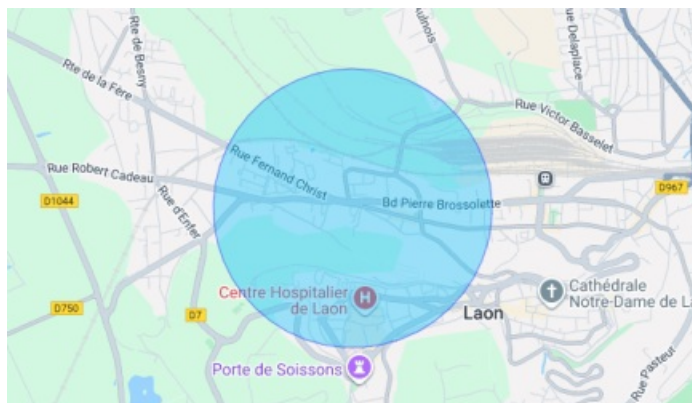 Rte de Besny
Aulnois
Rue Delaplace
Rte de la Fère
Rue Victor Basselet
Rue Fernand Christ
Rue Robert Cadeau
D1044
Rue d'Enfer
Bd Pierre Brossolette
D967
D750
D7
Centre Hospitalier
de Laon
H
Laon
Cathédrale
Notre-Dame de La
Porte de Soissons
Rue Pasteur